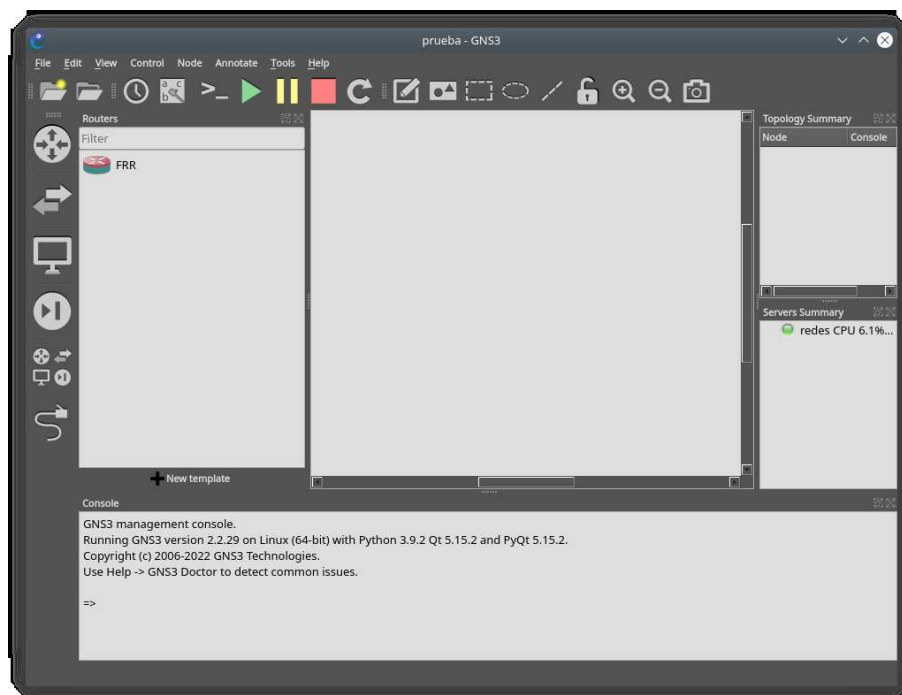 prueba - GNS3
File Edit View Control Node Annotate Tools Help
Routers
Filter
FRR
New template
Topology Summary
Node Console
Servers Summary
redes CPU 6.1%...
Console
GNS3 management console.
Running GNS3 version 2.2.29 on Linux (64-bit) with Python 3.9.2 Qt 5.15.2 and PyQt 5.15.2.
Copyright (c) 2006-2022 GNS3 Technologies.
Use Help -> GNS3 Doctor to detect common issues.
=>